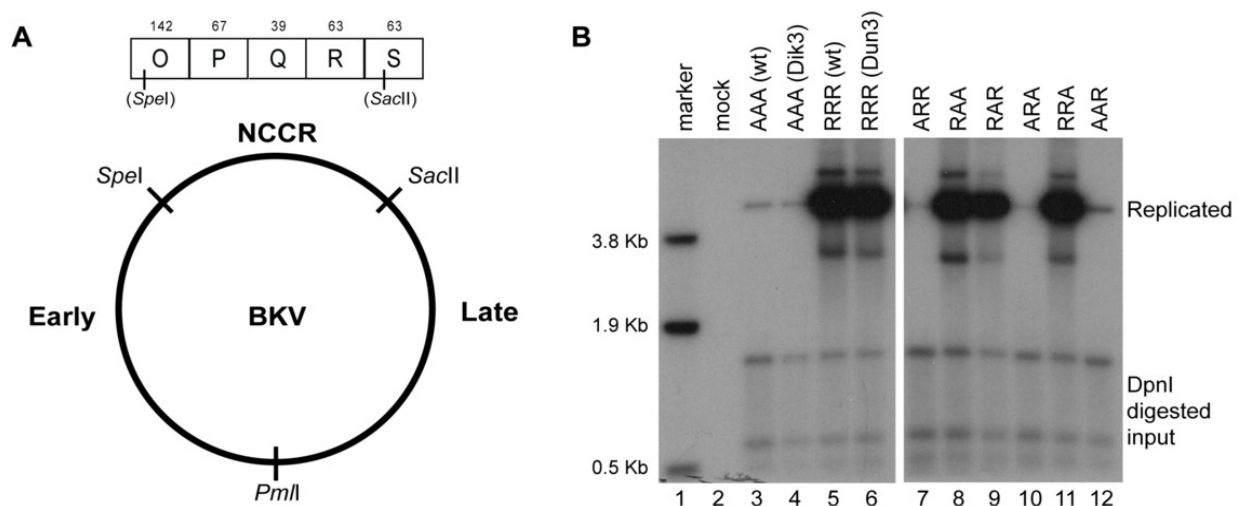 A
142 67 39 63 63
O P Q R S
(SpeI) (SacII)
NCCR
SpeI SacII
Early BKV Late
PmlI
B
marker mock AAA (wt) AAA (Dik3) RRR (wt) RRR (Dun3) ARR RAA RAR ARA RRA AAR
Replicated
3.8 Kb
1.9 Kb
DpnI
digested
input
0.5 Kb
1 2 3 4 5 6 7 8 9 10 11 12